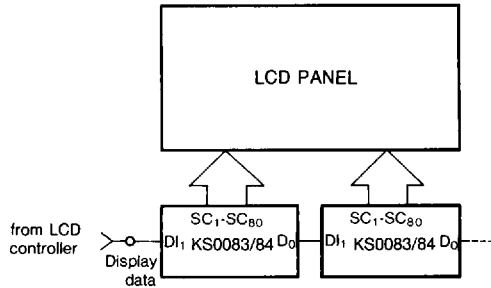 LCD PANEL
SC₁-SC₈₀
SC₁-SC₈₀
from LCD
controller
DI₁ KS0083/84 D₀
DI₁ KS0083/84 D₀
Display
data